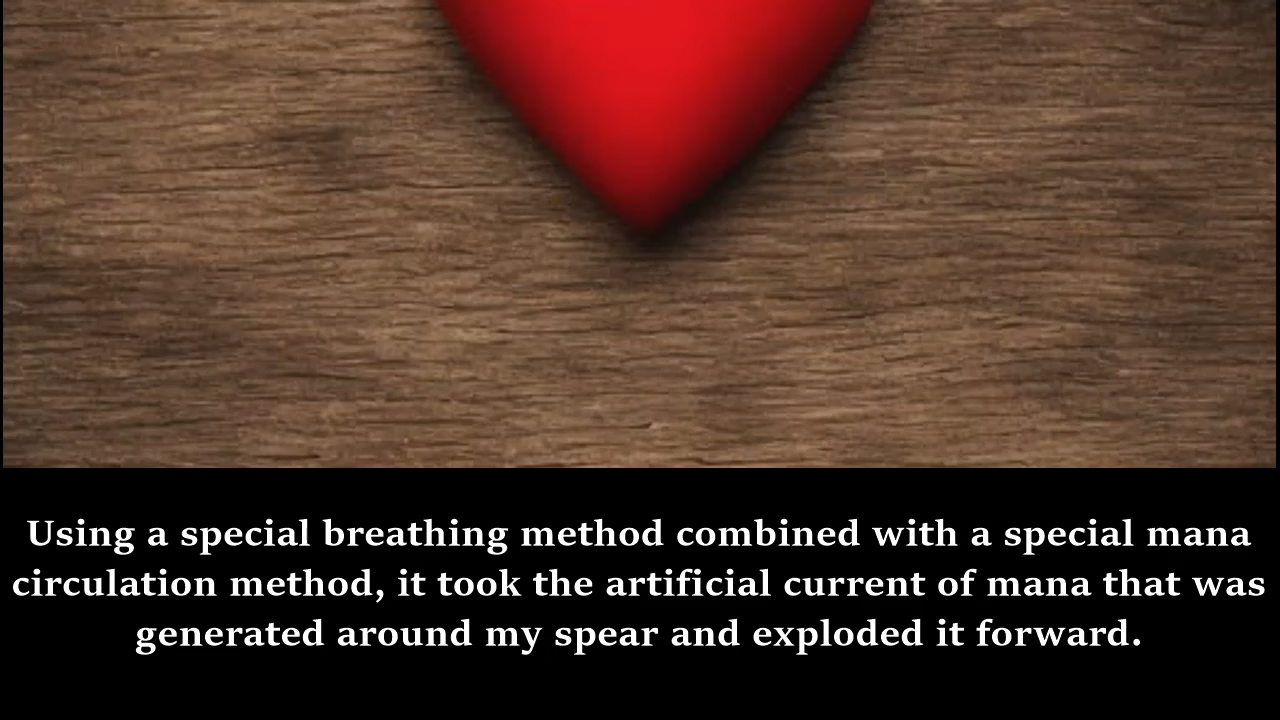 Using a special breathing method combined with a special mana
circulation method, it took the artificial current of mana that was
generated around my spear and exploded it forward.